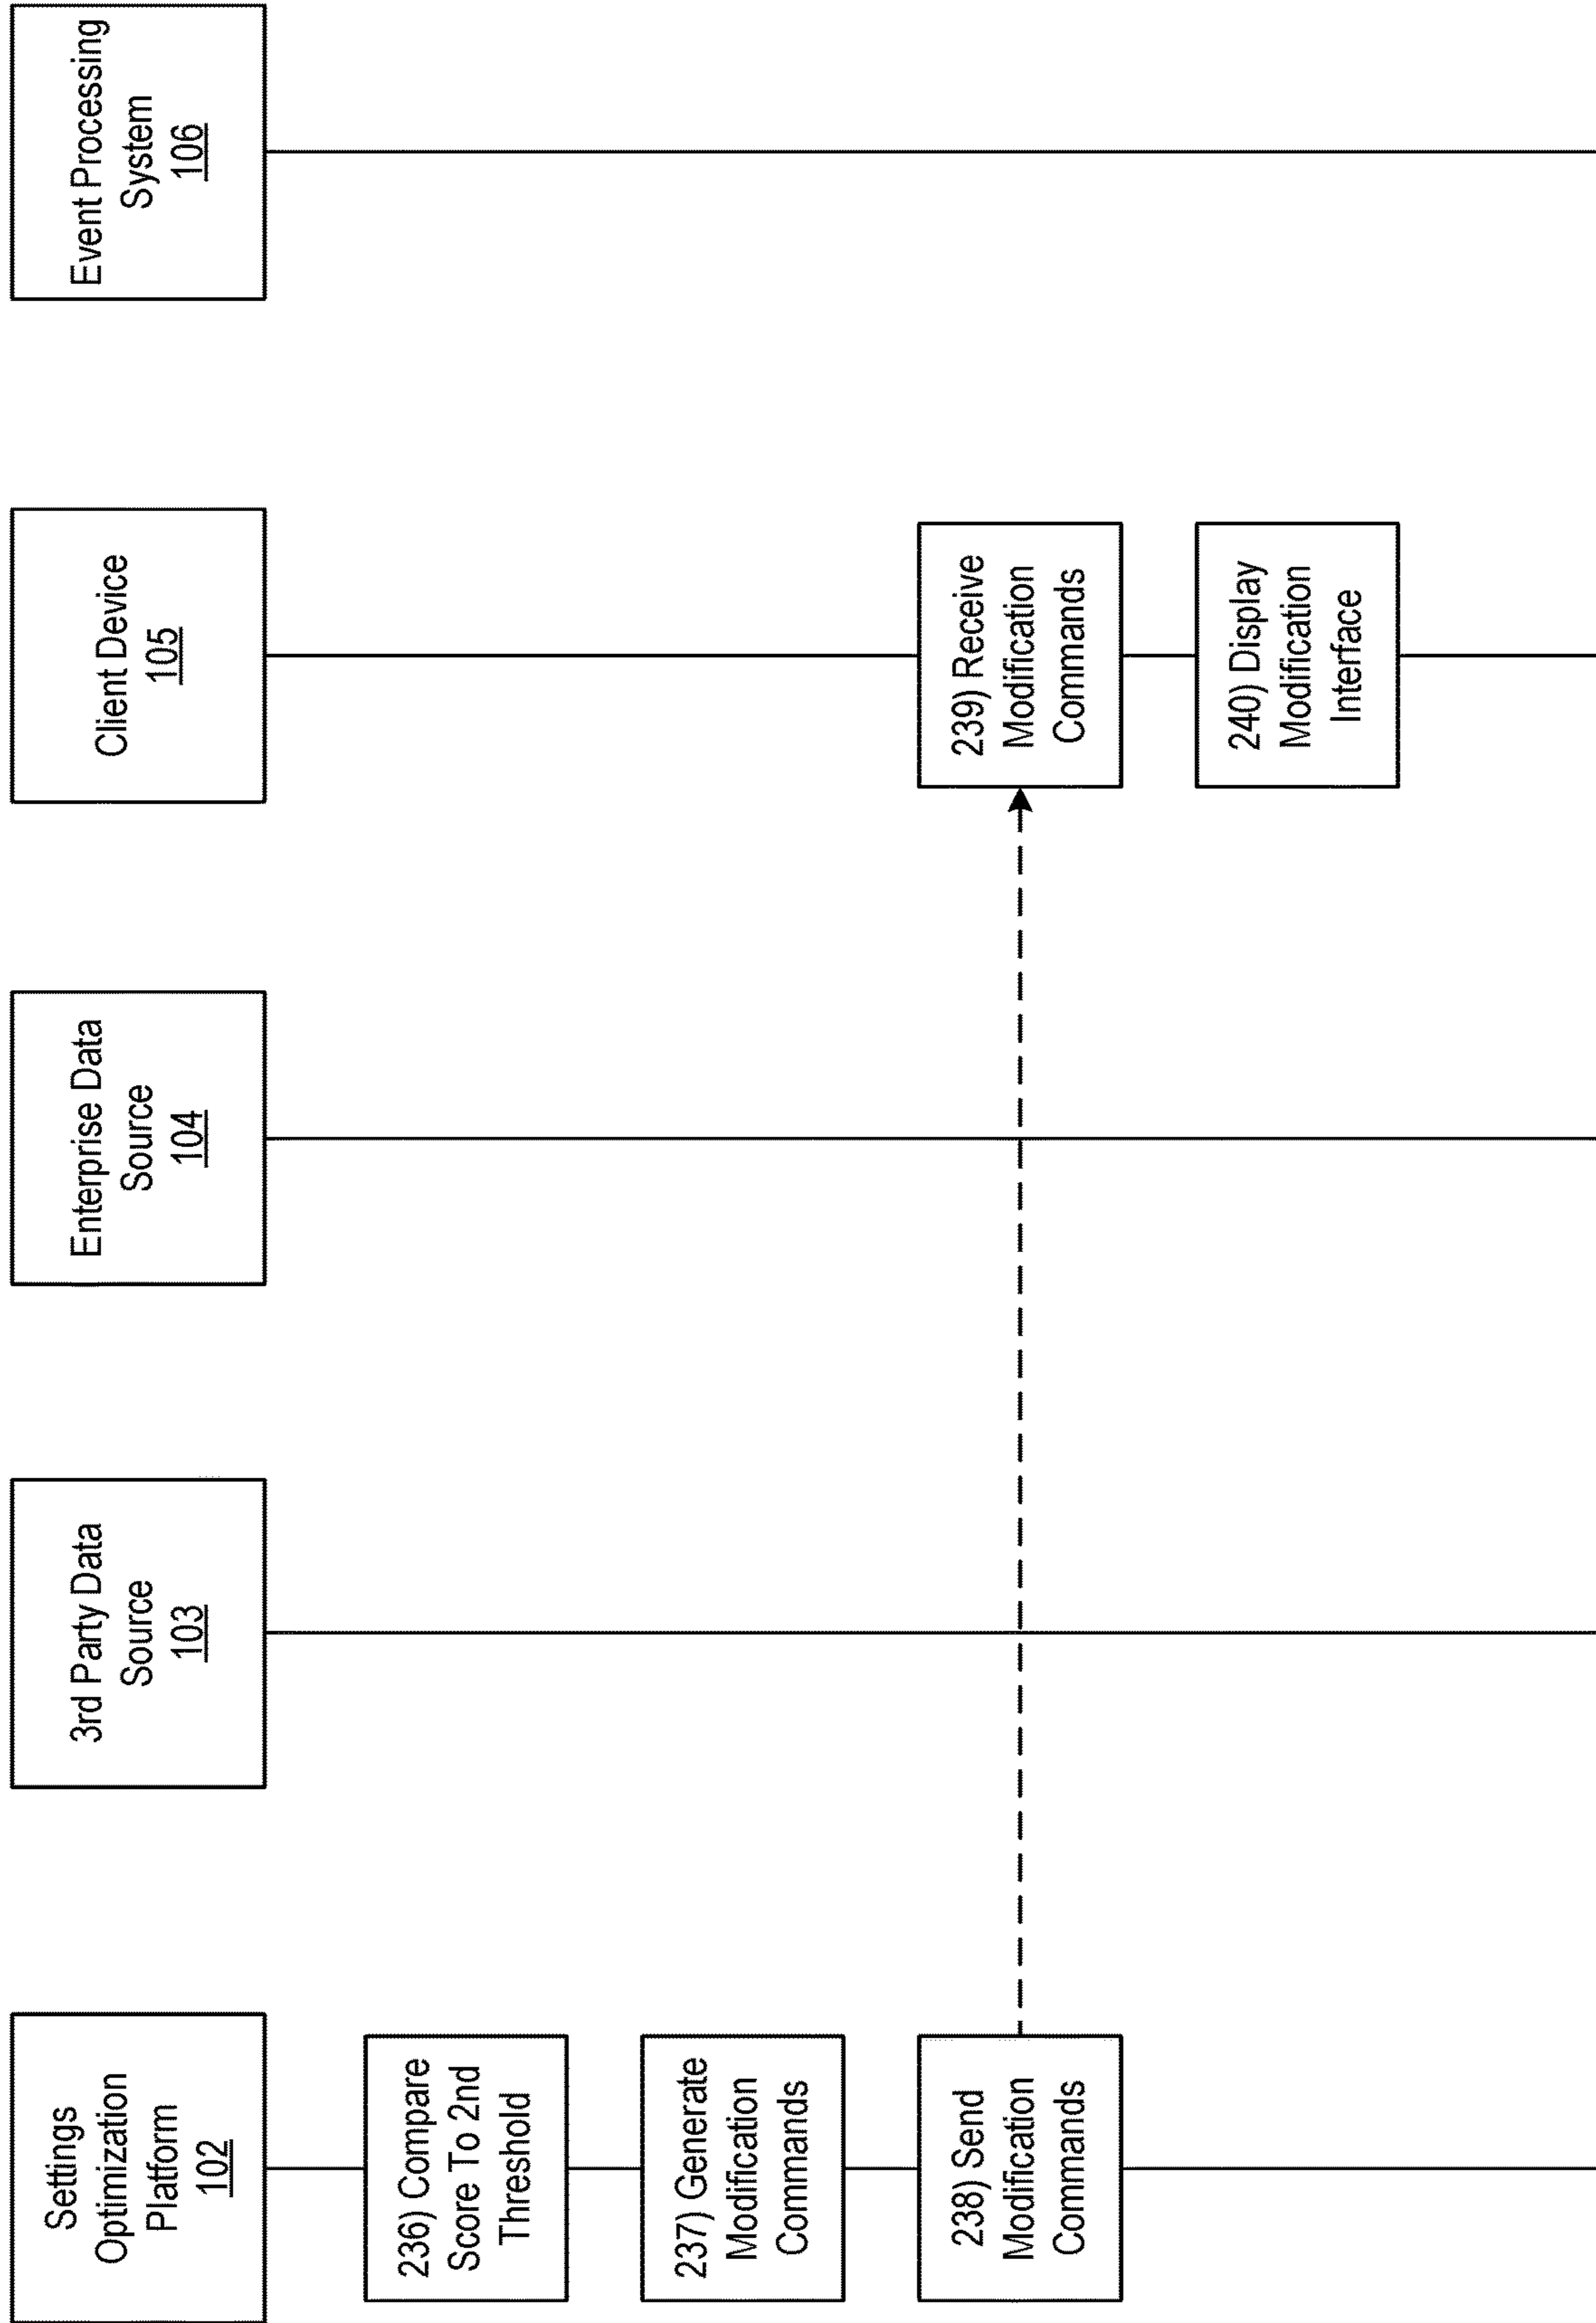 Settings
Optimization
Platform
102
3rd Party Data
Source
103
Enterprise Data
Source
104
Client Device
105
Event Processing
System
106
236) Compare
Score To 2nd
Threshold
237) Generate
Modification
Commands
238) Send
Modification
Commands
239) Receive
Modification
Commands
240) Display
Modification
Interface